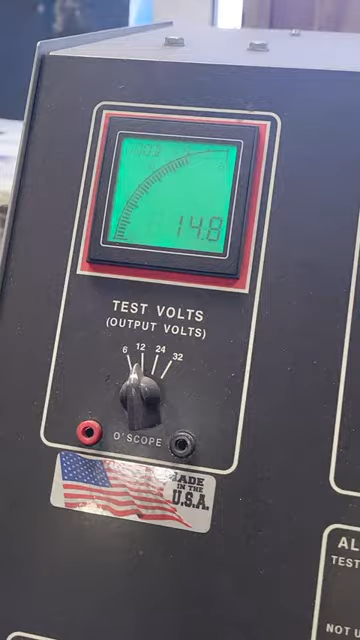 14.8
TEST VOLTS
(OUTPUT VOLTS)
6 12 24 32
O'SCOPE
MADE
IN THE
U.S.A.
AL
TEST
NOT